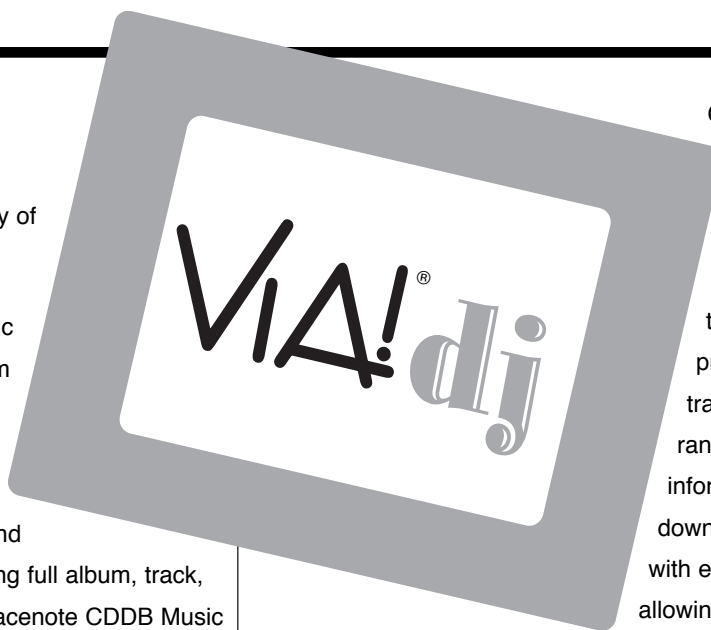 y of
c
nd
ng full album, track,
acenote CDDB Music
VIA!® dj
t
p
tra
ran
infor
down
with e
allowin